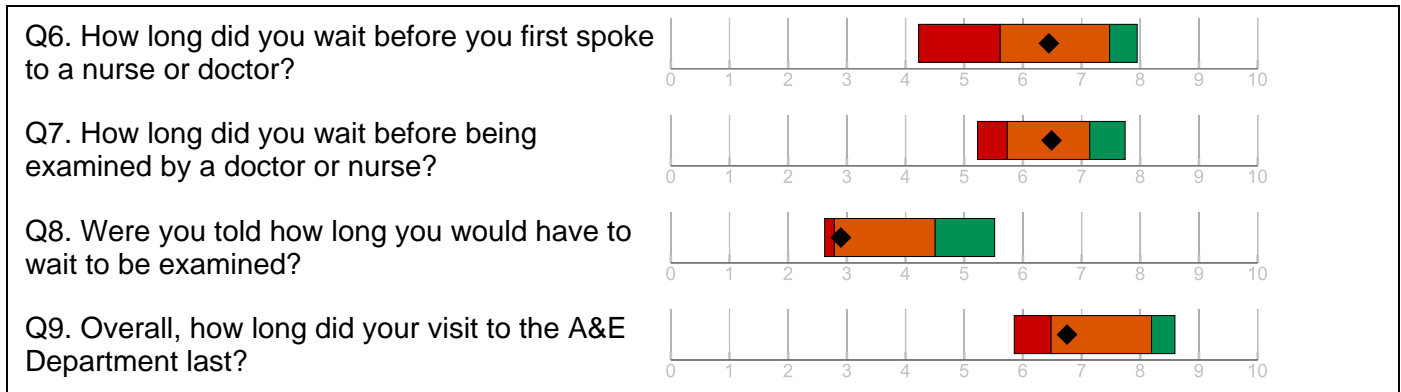 Q6. How long did you wait before you first spoke
to a nurse or doctor?
0 1 2 3 4 5 6 7 8 9 10
Q7. How long did you wait before being
examined by a doctor or nurse?
0 1 2 3 4 5 6 7 8 9 10
Q8. Were you told how long you would have to
wait to be examined?
0 1 2 3 4 5 6 7 8 9 10
Q9. Overall, how long did your visit to the A&E
Department last?
0 1 2 3 4 5 6 7 8 9 10